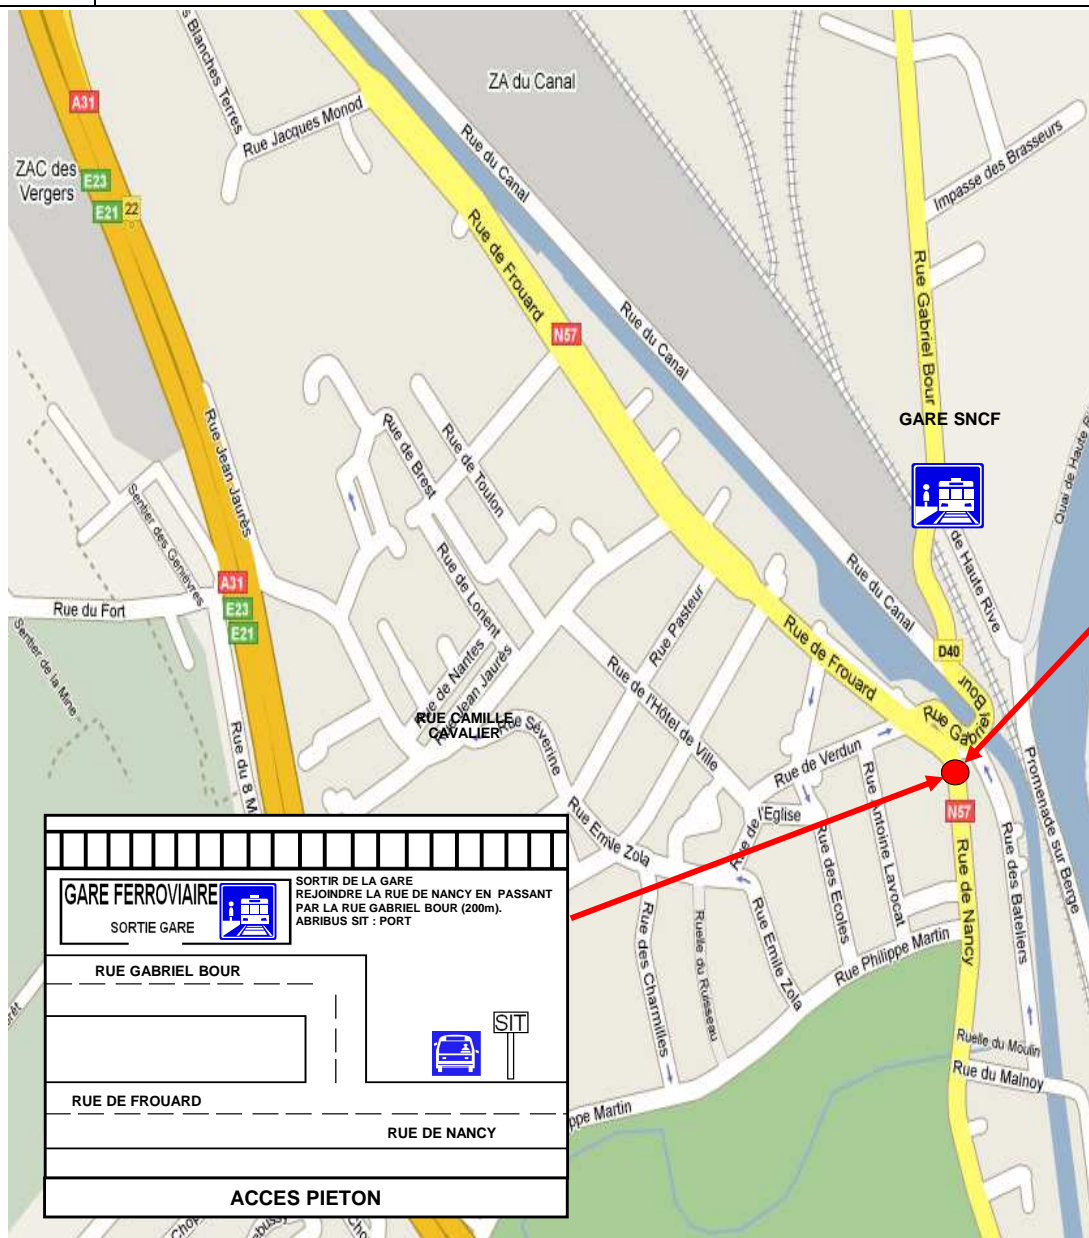 Blanches Terres
A31
Rue Jacques Monod
ZA du Canal
Rue du Canal
Impasse des Brasseurs
ZAC des
Vergers
E23
E21
22
Rue de Frouard
N57
Rue du Canal
Rue Gabriel Bour
GARE SNCF
Rue Jean Jaurès
Rue de Brest
Rue de Toulon
Sentier des Genièvres
Quai de Haute
de Haute Rive
Rue du Canal
A31
E23
E21
Rue du Fort
Sentier de la Mine
Rue de Lorient
Rue de Nantes
Rue Jean Jaurès
Rue Pasteur
Rue de Frouard
D40
Rue Gabriel Bour
Rue de l'Hôtel de Ville
RUE CAMILLE
CAVALIER
Rue Séverine
Rue de Verdun
Rue du 8 M
Promenade sur Berge
N57
Rue de l'Eglise
Rue Emile Zola
Rue des Ecoles
Rue Antoine Lavocat
Rue de Nancy
Rue des Bateliers
Rue des Charmilles
Ruelle du Ruisseau
Rue Emile Zola
Rue Philippe Martin
Ruelle du Moulin
Rue du Malnoy
ppe Martin
GARE FERROVIAIRE
SORTIE GARE
SORTIR DE LA GARE
REJOINDRE LA RUE DE NANCY EN PASSANT
PAR LA RUE GABRIEL BOUR (200m).
ABRIBUS SIT : PORT
RUE GABRIEL BOUR
SIT
RUE DE FROUARD
RUE DE NANCY
ACCES PIETON